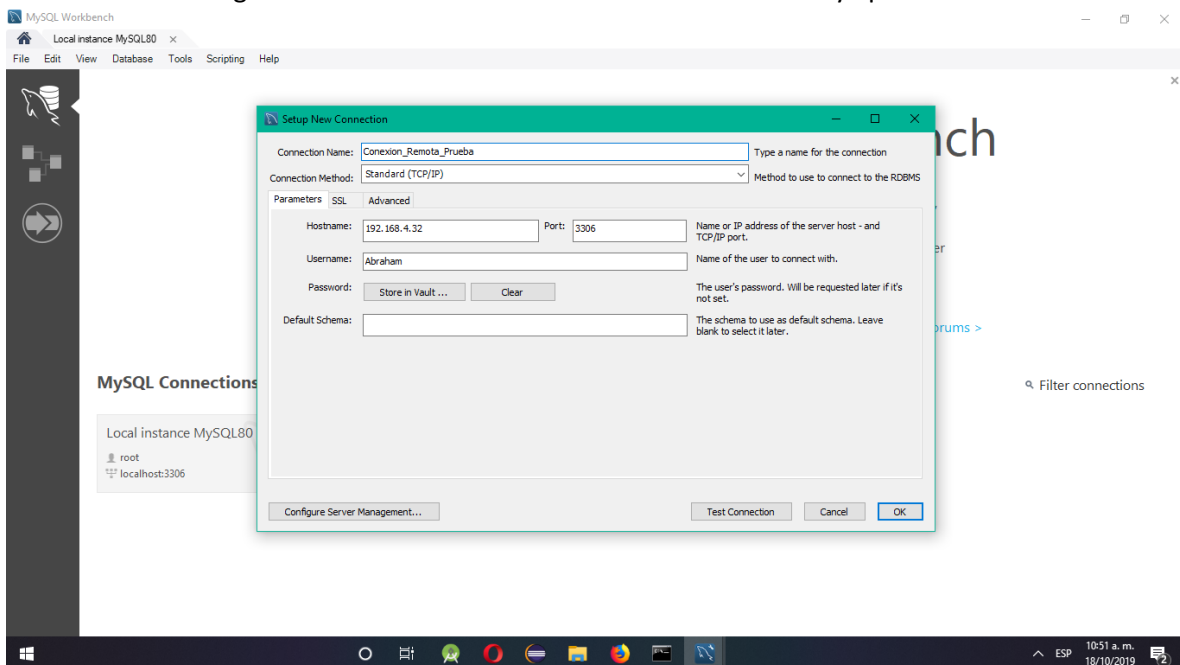 MySQL Workbench
Local instance MySQL80
File Edit View Database Tools Scripting Help
Setup New Connection
ch
Connection Name: Conexion_Remota_Prueba Type a name for the connection
Connection Method: Standard (TCP/IP) Method to use to connect to the RDBMS
Parameters SSL Advanced
Hostname: 192.168.4.32 Port: 3306 Name or IP address of the server host - and
TCP/IP port.
er
Username: Abraham Name of the user to connect with.
Password: Store in Vault ... Clear The user's password. Will be requested later if it's
not set.
Default Schema: The schema to use as default schema. Leave
blank to select it later.
orums >
MySQL Connections
Filter connections
Local instance MySQL80
root
localhost:3306
Configure Server Management... Test Connection Cancel OK
ESP 10:51 a. m.
18/10/2019
2